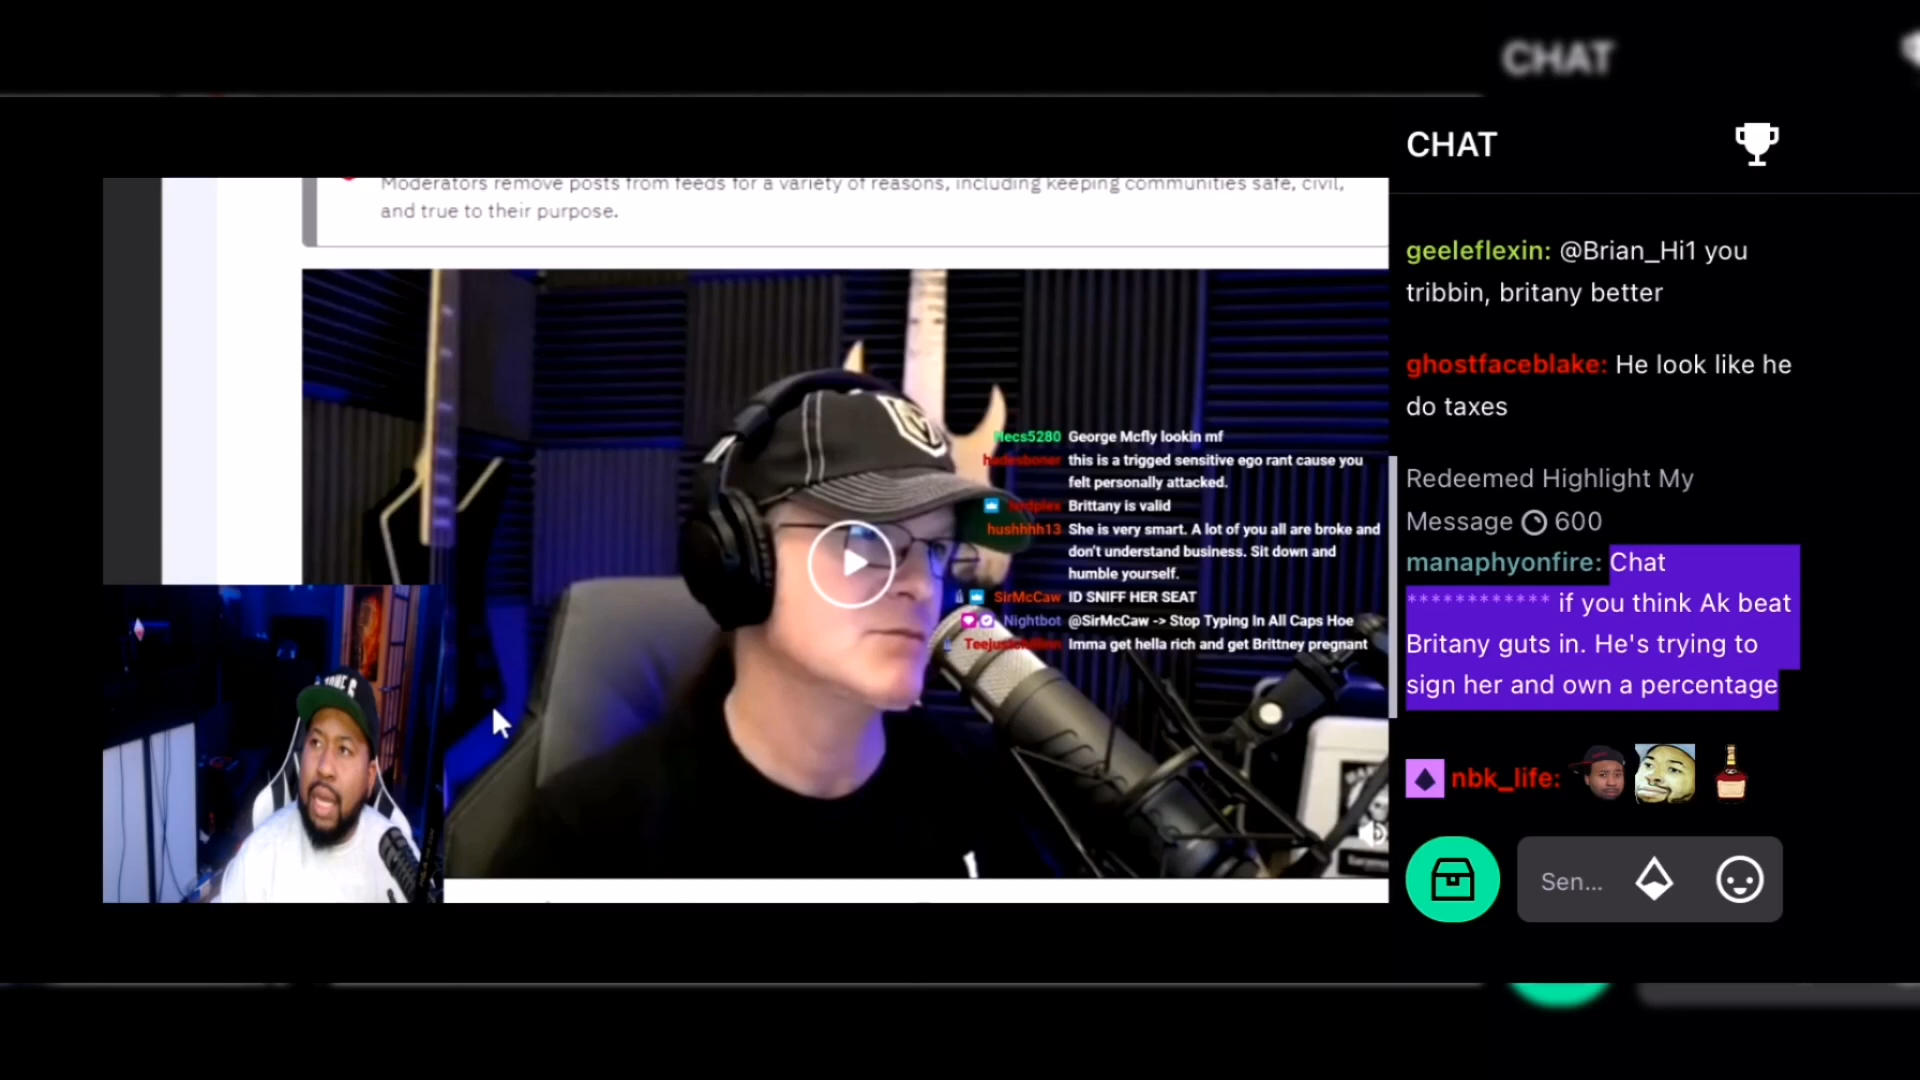 CHAT
CHAT
Moderators remove posts from feeds for a variety of reasons, including keeping communities safe, civil,
and true to their purpose.
Hecs5280 George Mcfly lookin mf
hadesboner this is a trigged sensitive ego rant cause you
felt personally attacked.
Brittany is valid
hushhhh13 She is very smart. A lot of you all are broke and
don't understand business. Sit down and
humble yourself.
SirMcCaw ID SNIFF HER SEAT
Nightbot @SirMcCaw -> Stop Typing In All Caps Hoe
Imma get hella rich and get Brittney pregnant
geeleflexin: @Brian_Hi1 you
tribbin, britany better
ghostfaceblake: He look like he
do taxes
Redeemed Highlight My
Message 600
manaphyonfire: Chat
************ if you think Ak beat
Britany guts in. He's trying to
sign her and own a percentage
nbk_life:
Sen...